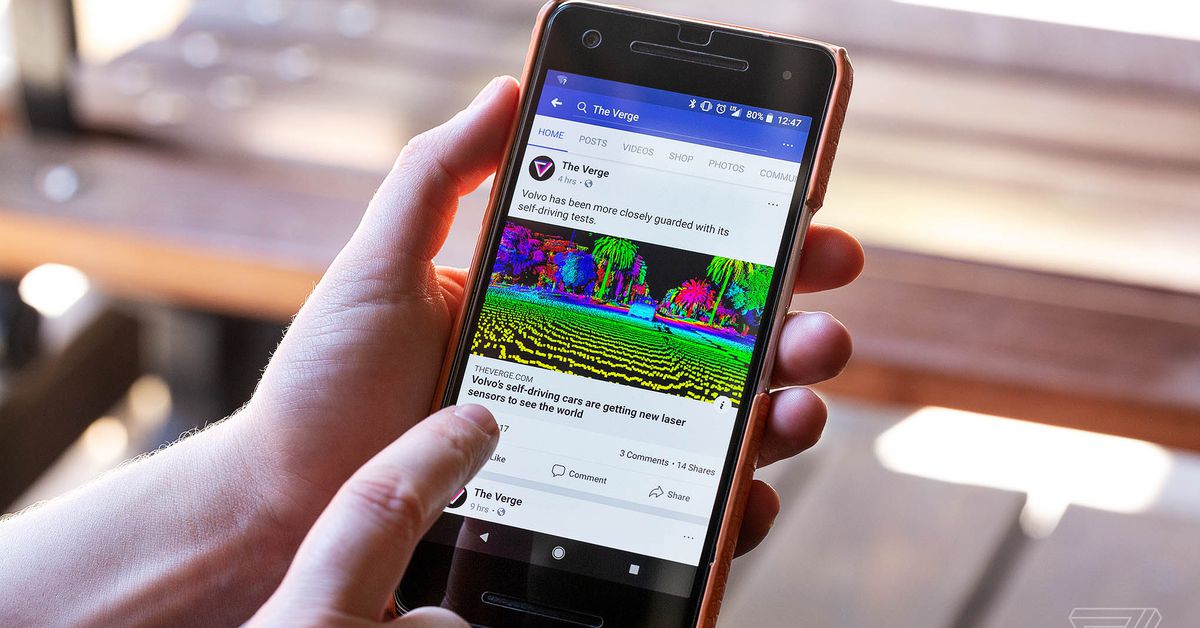 LTE 80% 12:47
The Verge
HOME POSTS VIDEOS SHOP PHOTOS COMMU
The Verge
4 hrs •
Volvo has been more closely guarded with its
self-driving tests.
THEVERGE.COM
Volvo's self-driving cars are getting new laser
sensors to see the world
17
3 Comments • 14 Shares
Like Comment Share
The Verge
9 hrs •